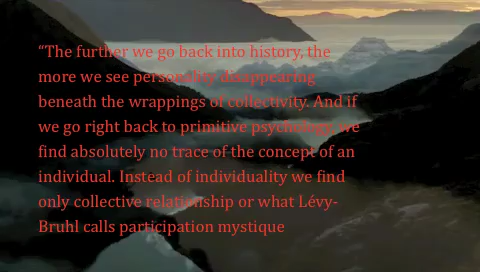 “The further we go back into history, the
more we see personality disappearing
beneath the wrappings of collectivity. And if
we go right back to primitive psychology, we
find absolutely no trace of the concept of an
individual. Instead of individuality we find
only collective relationship or what Lévy-
Bruhl calls participation mystique